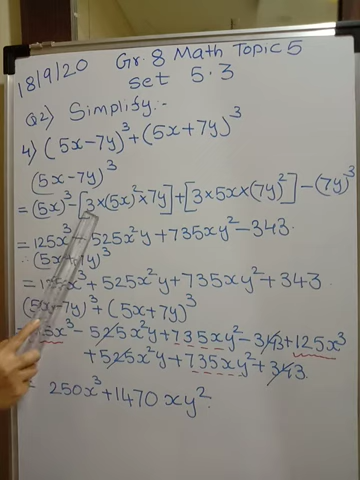 18/9/20 Gr. 8 Math Topic 5
Set 5.3
Q2) Simplify:-
4) (5x-7y)³+(5x+7y)³
(5x-7y)³
= (5x)³-[3×(5x)²×7y]+[3×5x×(7y)²]-(7y)³
= 125x³-525x²y+735xy²-343.
∴(5x+7y)³
= 125x³+525x²y+735xy²+343.
(5x-7y)³+(5x+7y)³
= 125x³-525x²y+735xy²-343+125x³
+525x²y+735xy²+343.
= 250x³+1470xy².